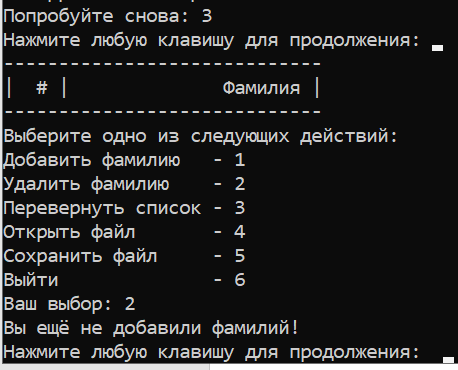 Попробуйте снова: 3
Нажмите любую клавишу для продолжения:
-----------------------------
|  # |              Фамилия |
-----------------------------
Выберите одно из следующих действий:
Добавить фамилию   - 1
Удалить фамилию    - 2
Перевернуть список - 3
Открыть файл       - 4
Сохранить файл     - 5
Выйти              - 6
Ваш выбор: 2
Вы ещё не добавили фамилий!
Нажмите любую клавишу для продолжения: